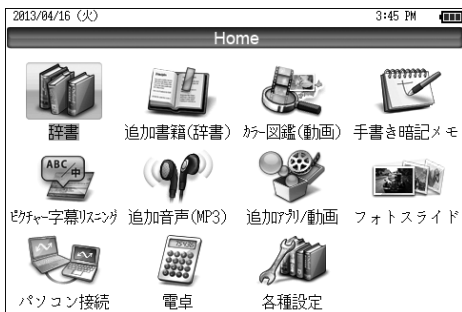 2013/04/16 (火) 3:45 PM
Home
辞書 追加書籍(辞書) ｶﾗｰ図鑑(動画) 手書き暗記メモ
ABC/中
ﾋﾟｸﾁｬｰ字幕ﾘｽﾆﾝｸﾞ 追加音声(MP3) 追加ｱﾌﾟﾘ/動画 フォトスライド
パソコン接続 電卓 各種設定